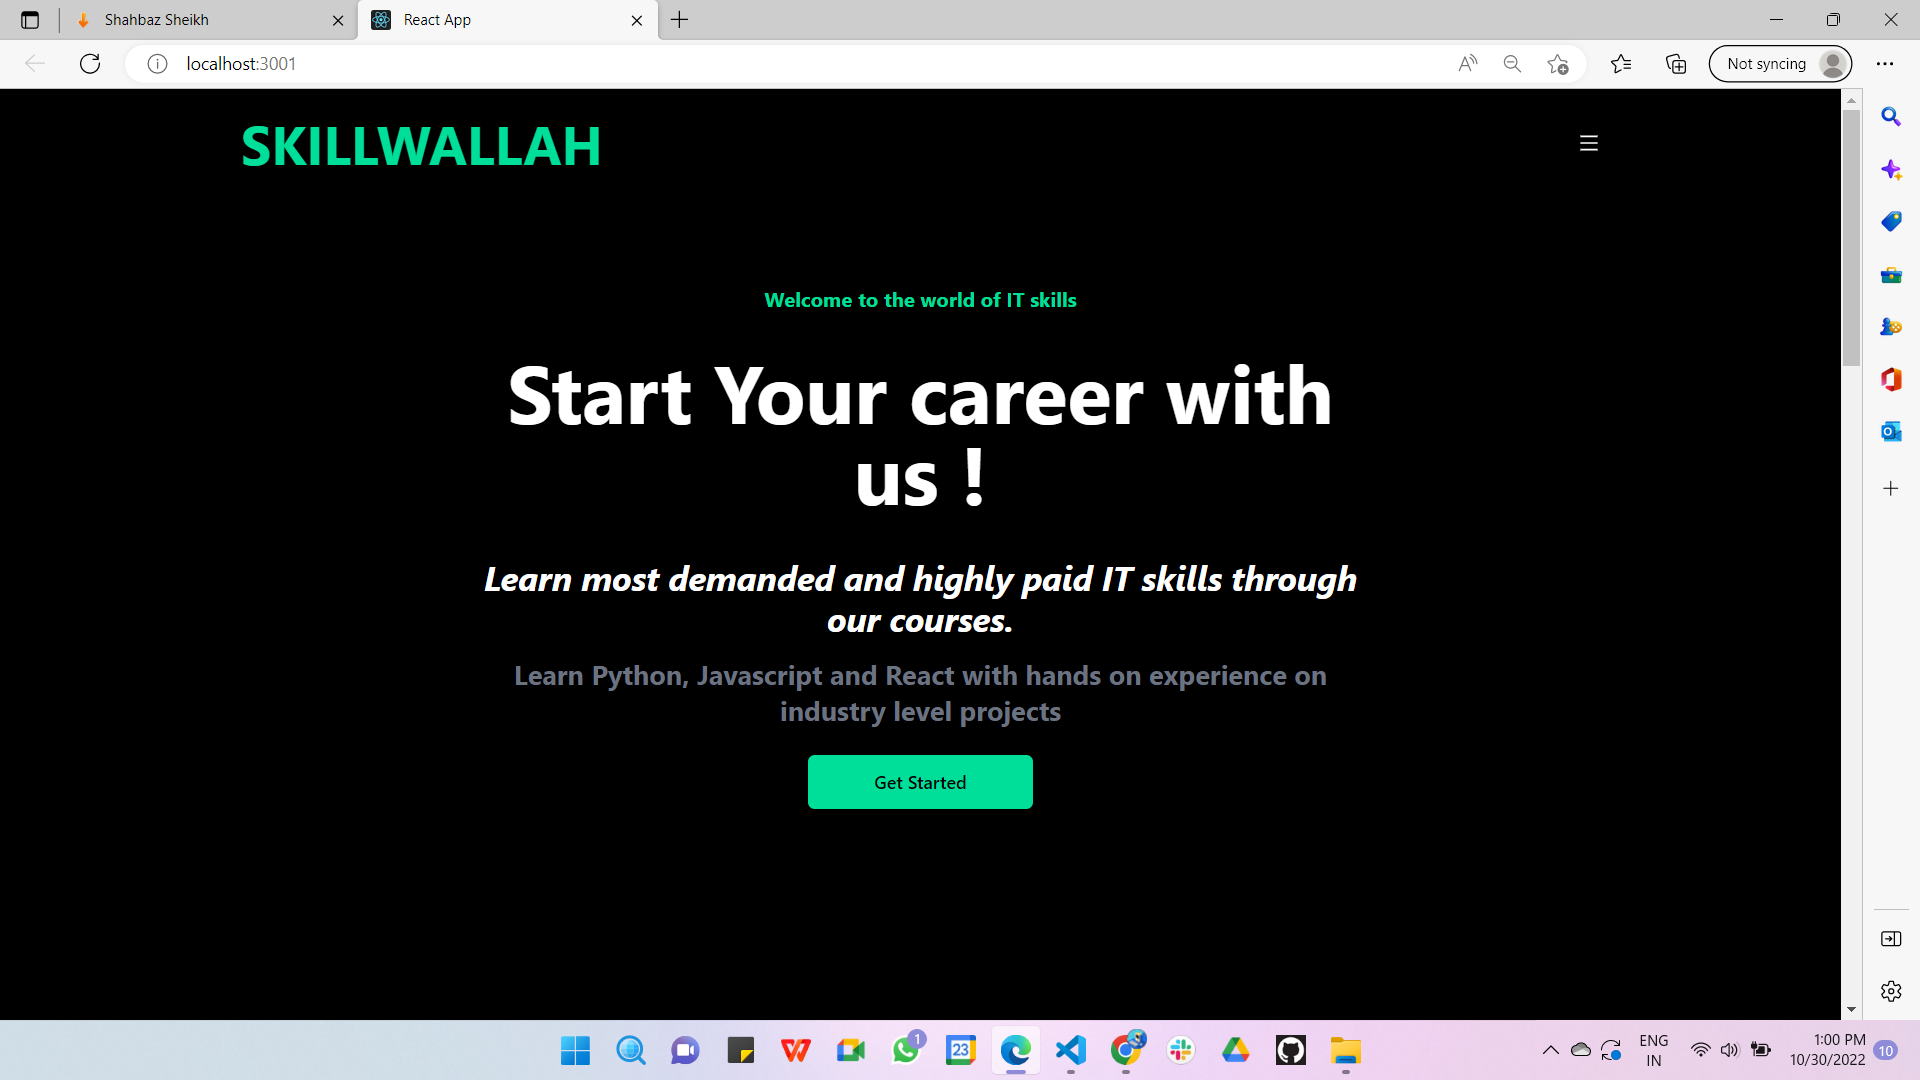 Shahbaz Sheikh
React App
localhost:3001
Not syncing
SKILLWALLAH
Welcome to the world of IT skills
Start Your career with
us !
Learn most demanded and highly paid IT skills through
our courses.
Learn Python, Javascript and React with hands on experience on
industry level projects
Get Started
1
23
ENG
IN
1:00 PM
10/30/2022
10